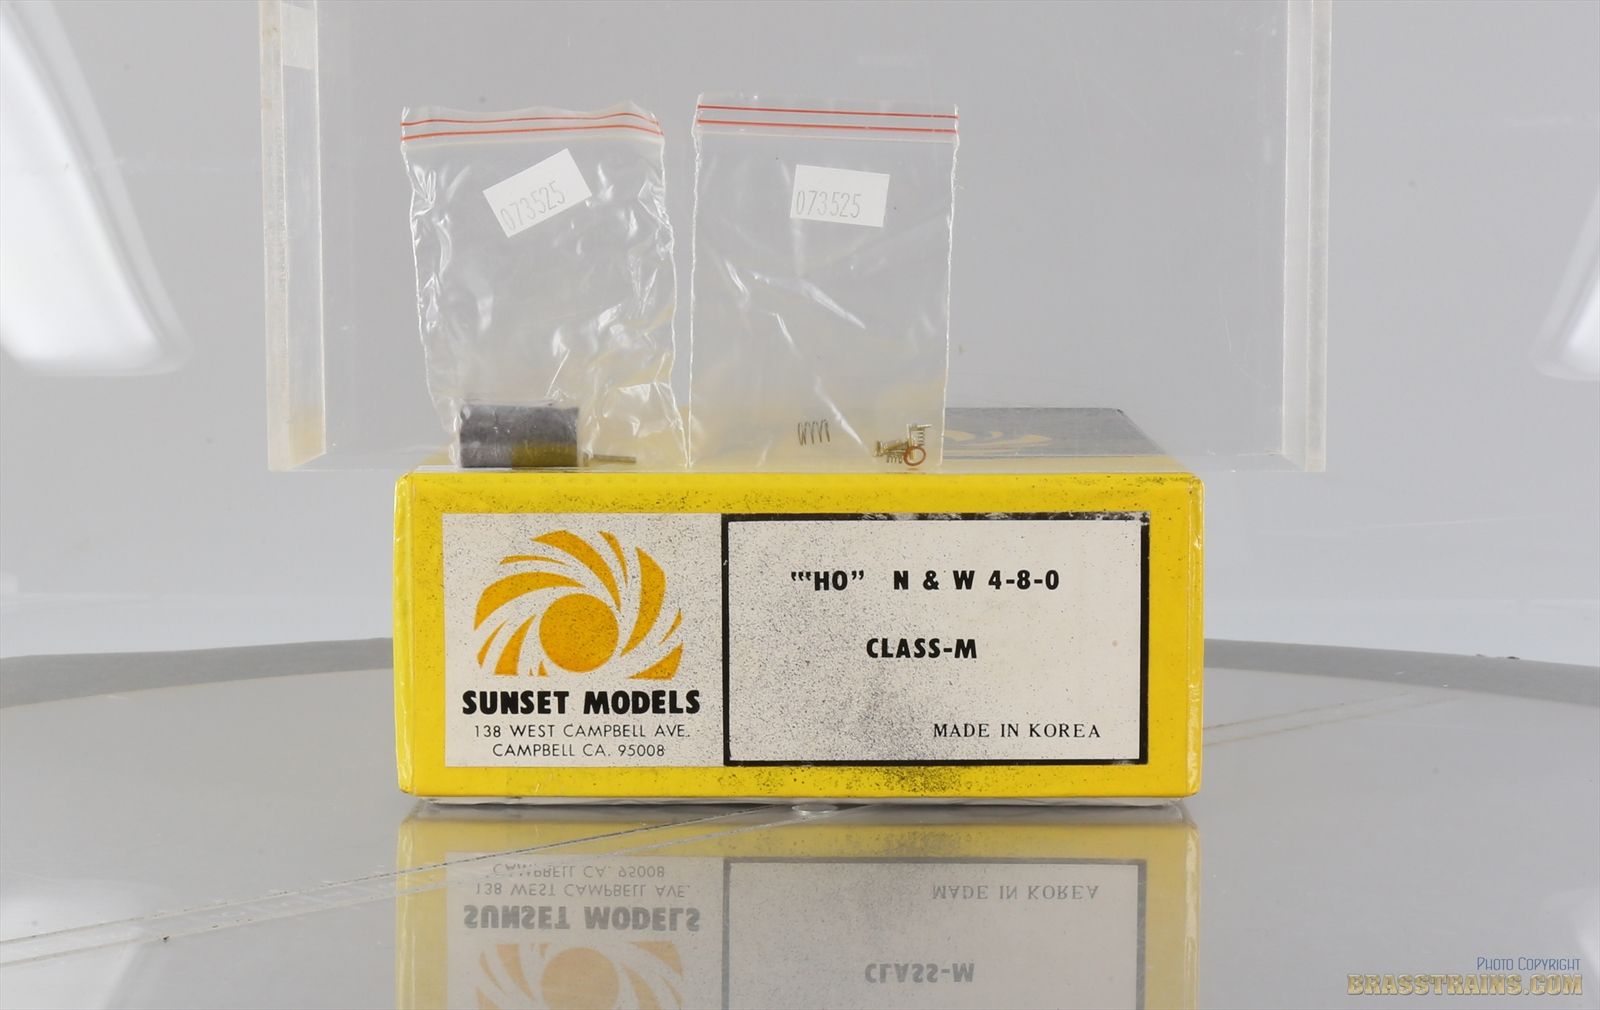 073525
073525
SUNSET MODELS
138 WEST CAMPBELL AVE.
CAMPBELL CA. 95008
"‘‘HO” N & W 4-8-0
CLASS-M
MADE IN KOREA
PHOTO COPYRIGHT
BRASSTRAINS.COM